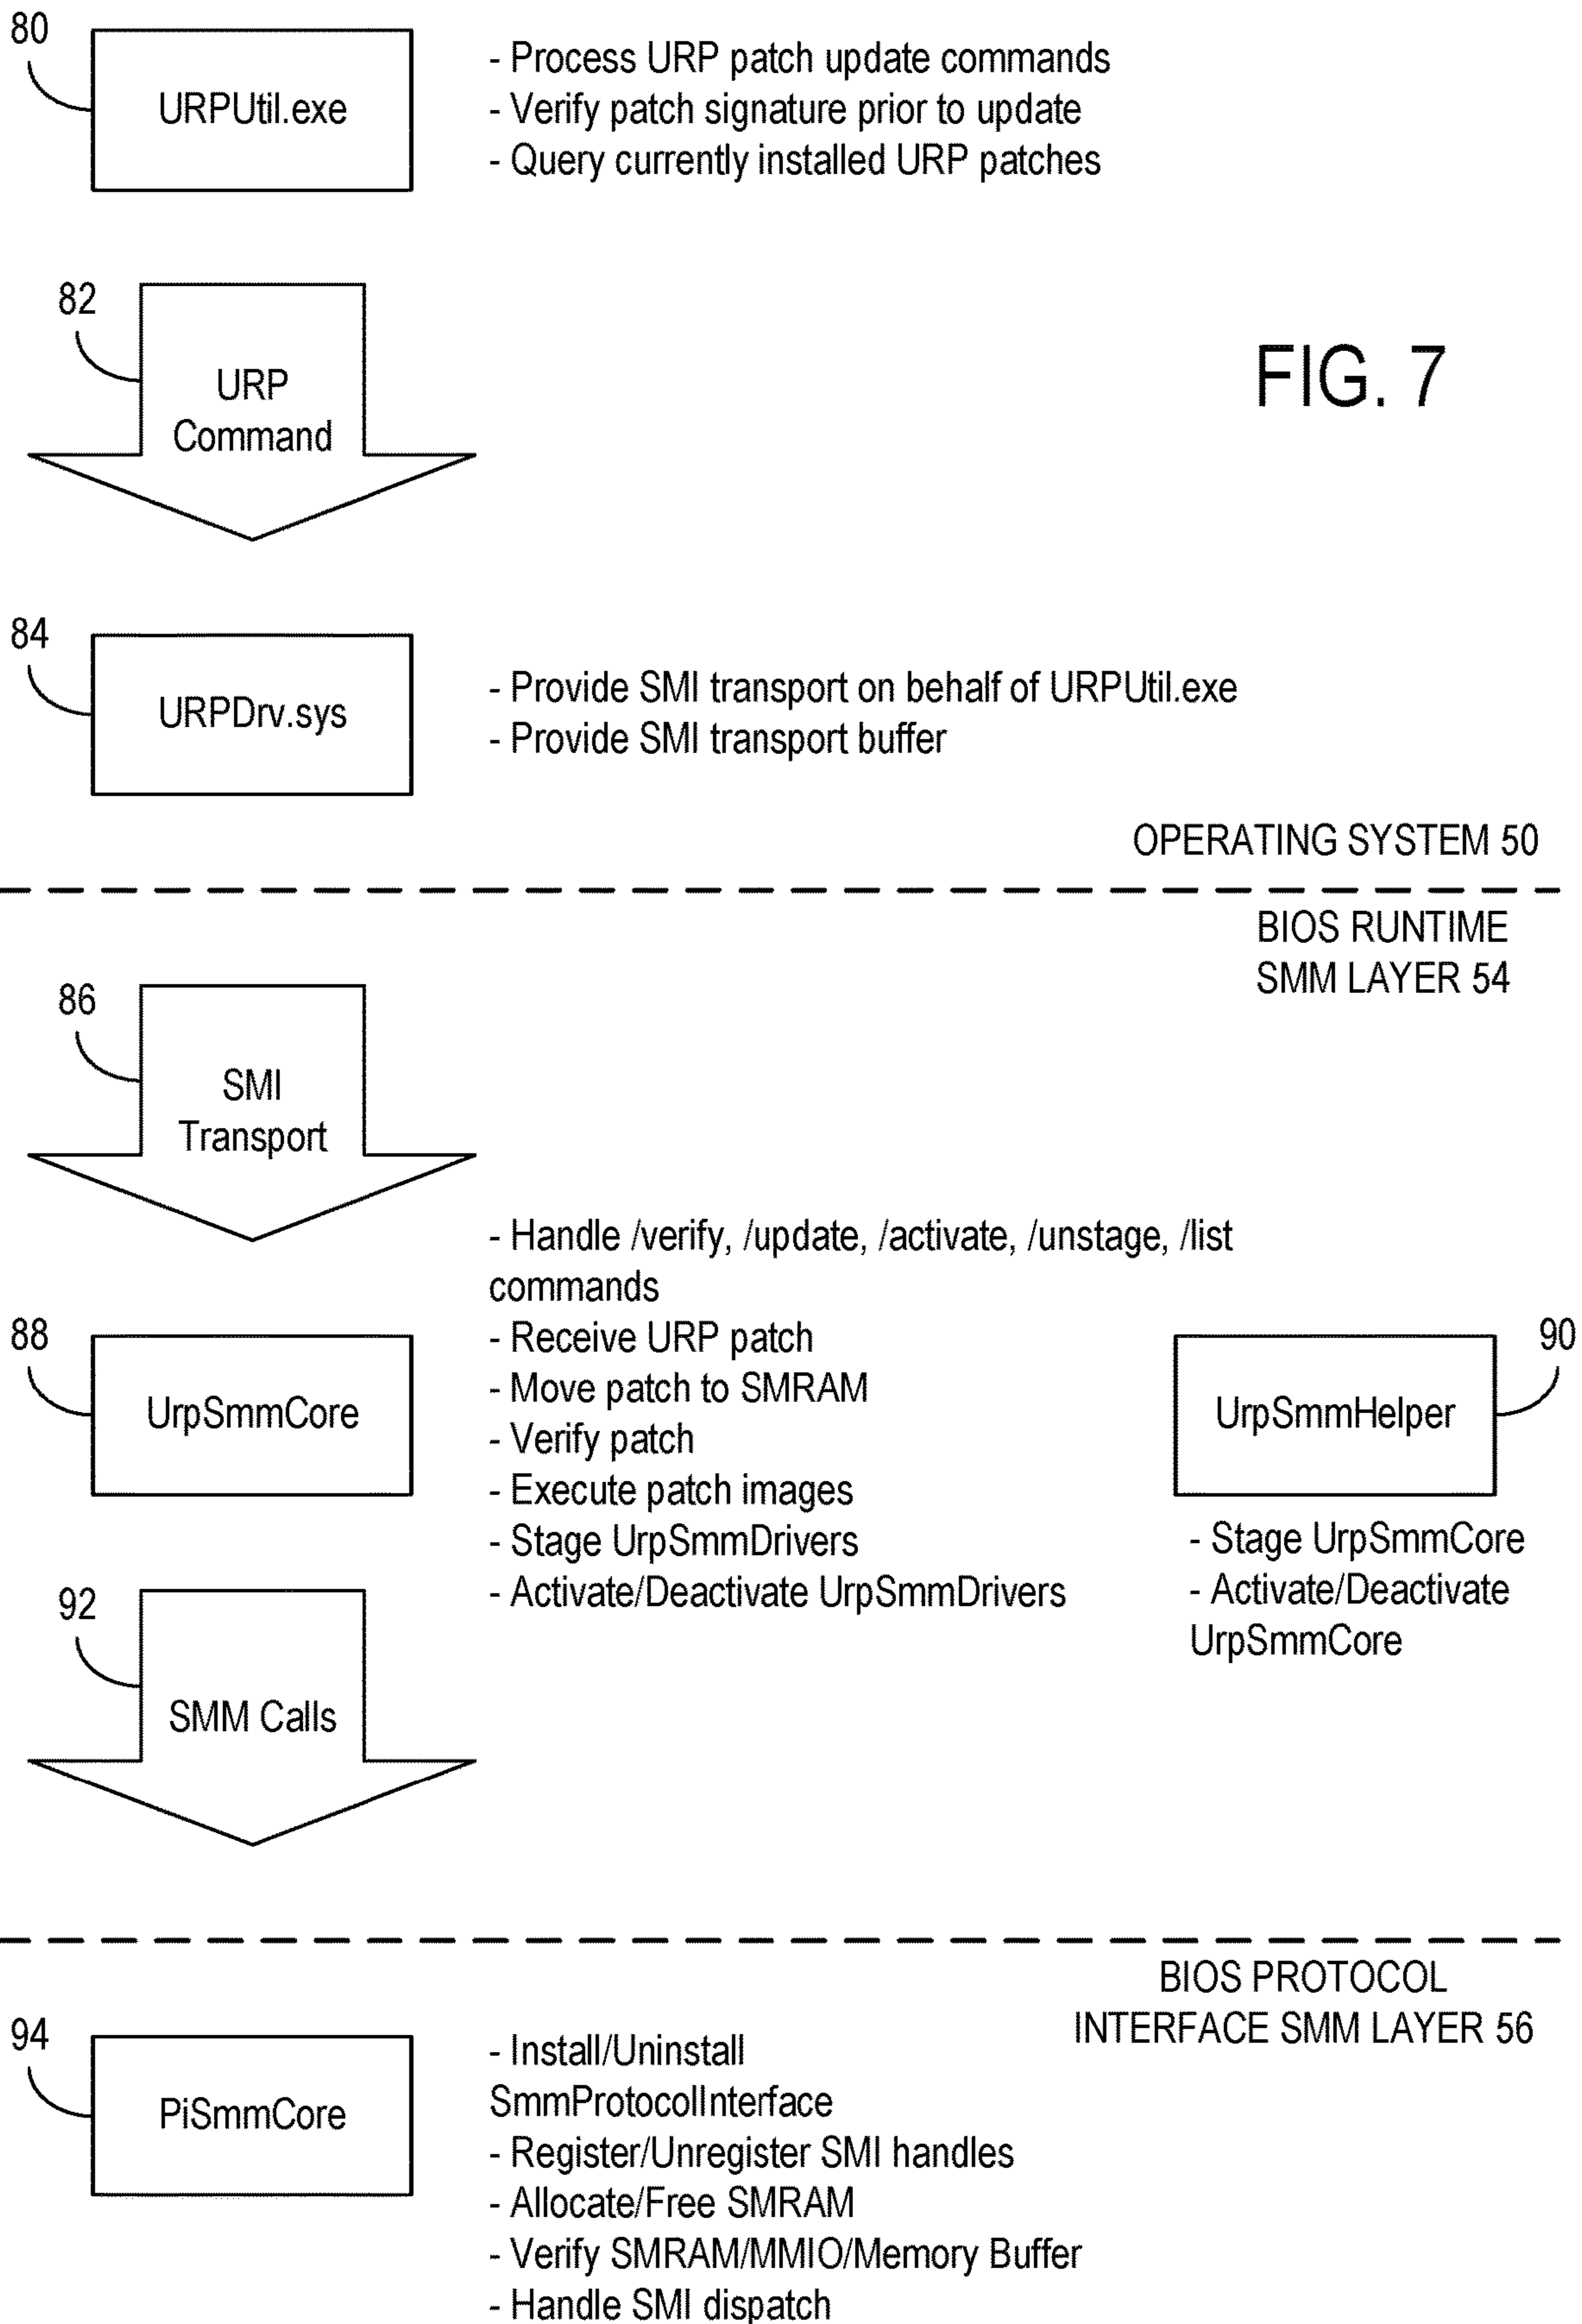 80
URPUtil.exe
- Process URP patch update commands
- Verify patch signature prior to update
- Query currently installed URP patches
82
URP
Command
FIG. 7
84
URPDrv.sys
- Provide SMI transport on behalf of URPUtil.exe
- Provide SMI transport buffer
OPERATING SYSTEM 50
BIOS RUNTIME
SMM LAYER 54
86
SMI
Transport
88
UrpSmmCore
- Handle /verify, /update, /activate, /unstage, /list
commands
- Receive URP patch
- Move patch to SMRAM
- Verify patch
- Execute patch images
- Stage UrpSmmDrivers
- Activate/Deactivate UrpSmmDrivers
90
UrpSmmHelper
- Stage UrpSmmCore
- Activate/Deactivate
UrpSmmCore
92
SMM Calls
BIOS PROTOCOL
INTERFACE SMM LAYER 56
94
PiSmmCore
- Install/Uninstall
SmmProtocolInterface
- Register/Unregister SMI handles
- Allocate/Free SMRAM
- Verify SMRAM/MMIO/Memory Buffer
- Handle SMI dispatch